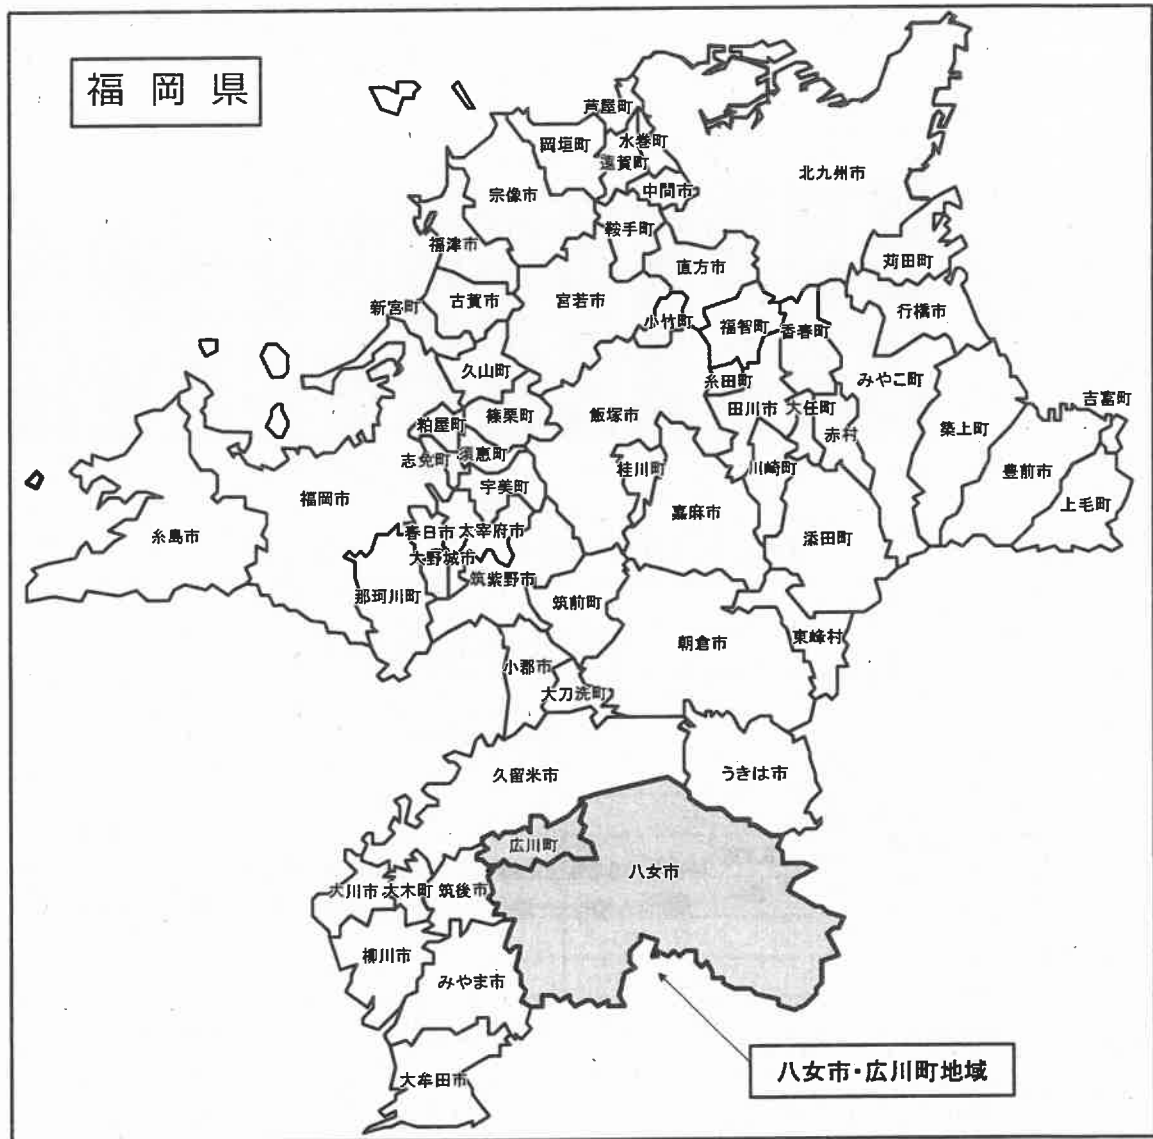 福岡県
芦屋町
岡垣町
水巻町
遠賀町
北九州市
中間市
宗像市
鞍手町
福津市
直方市
苅田町
古賀市
宮若市
新宮町
小竹町
福智町
香春町
行橋市
久山町
糸田町
みやこ町
吉富町
粕屋町
篠栗町
飯塚市
田川市
大任町
赤村
築上町
志免町
須恵町
桂川町
川崎町
豊前市
宇美町
福岡市
上毛町
嘉麻市
糸島市
春日市
太宰府市
添田町
大野城市
筑紫野市
那珂川町
筑前町
朝倉市
東峰村
小郡市
大刀洗町
久留米市
うきは市
広川町
八女市
大川市
大木町
筑後市
柳川市
みやま市
八女市・広川町地域
大牟田市